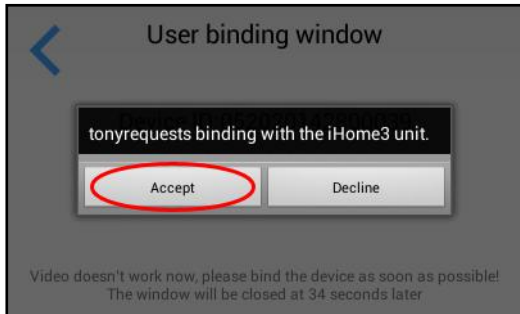 User binding window
tonyrequests binding with the iHome3 unit.
Accept
Decline
Video doesn't work now, please bind the device as soon as possible!
The window will be closed at 34 seconds later